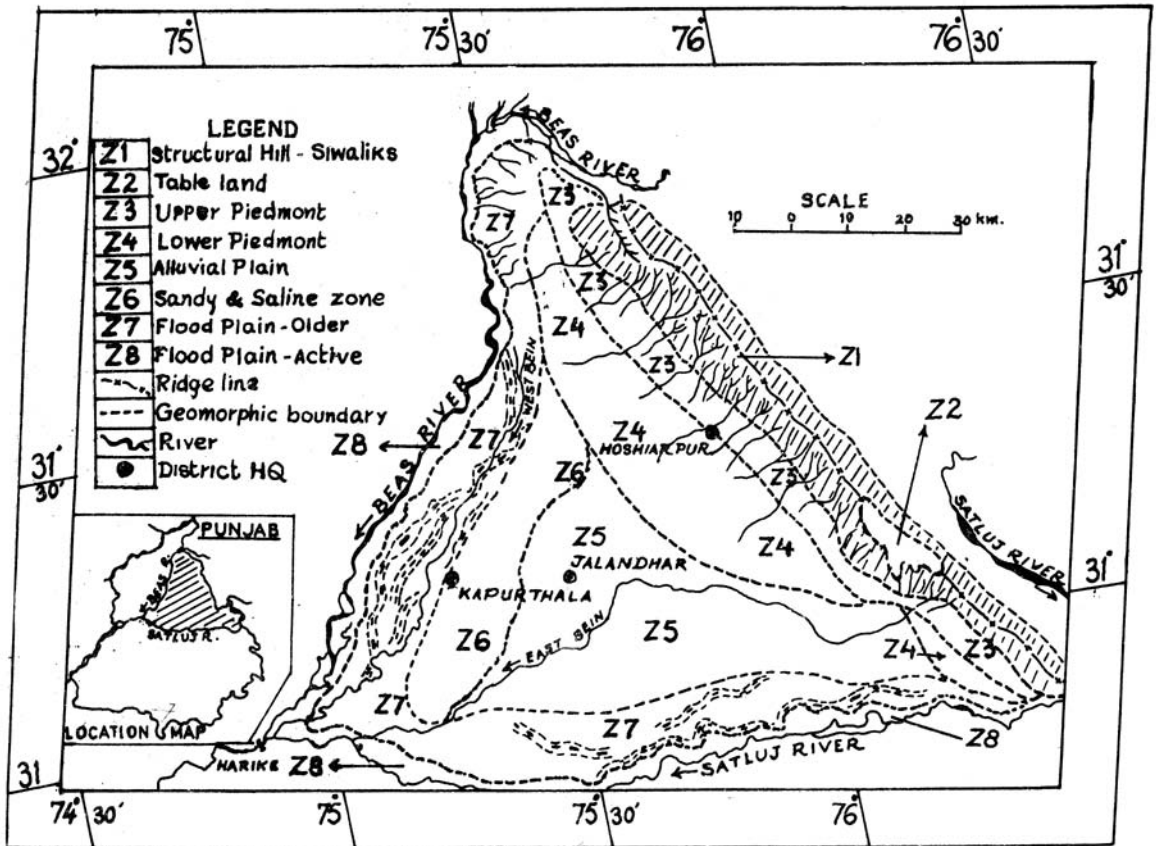 75° 75° 30' 76° 76° 30'
LEGEND
Z1 Structural Hill - Siwaliks
Z2 Table land
Z3 Upper Piedmont
Z4 Lower Piedmont
Z5 Alluvial Plain
Z6 Sandy & Saline zone
Z7 Flood Plain - Older
Z8 Flood Plain - Active
Ridge line
Geomorphic boundary
River
District HQ
32°
31° 30'
31°
31° 30'
31°
BEAS RIVER
SCALE
10 0 10 20 30 km.
Z3
Z7
Z3
Z4
Z3
Z1
Z2
WEST BEIN
BEAS RIVER
Z8
Z7
Z4
HOSHIARPUR
Z6
Z3
SATLUJ RIVER
Z5
JALANDHAR
Z4
KAPURTHALA
Z6
EAST BEIN
Z5
Z4
Z3
Z7
Z7
Z8
SATLUJ RIVER
HARIKE
Z8
PUNJAB
BEAS R.
SATLUJ R.
LOCATION MAP
74° 30' 75° 75° 30' 76°